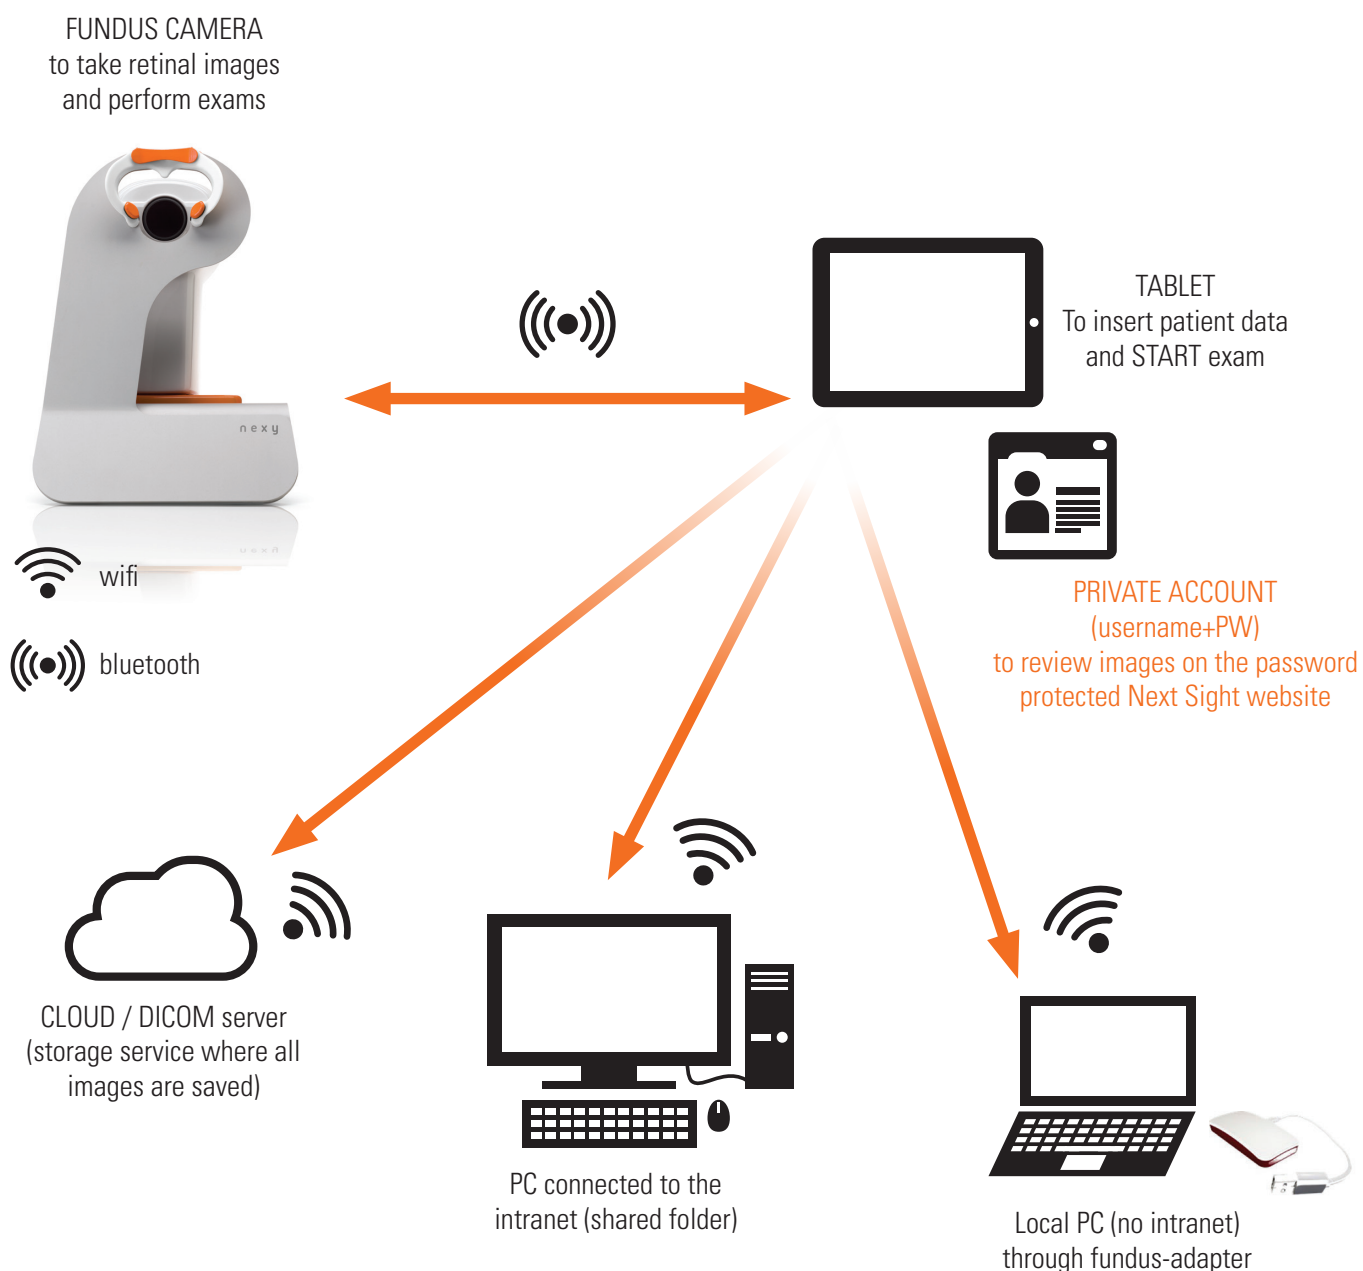 FUNDUS CAMERA
to take retinal images
and perform exams
nexy
wifi
bluetooth
TABLET
To insert patient data
and START exam
PRIVATE ACCOUNT
(username+PW)
to review images on the password
protected Next Sight website
CLOUD / DICOM server
(storage service where all
images are saved)
PC connected to the
intranet (shared folder)
Local PC (no intranet)
through fundus-adapter